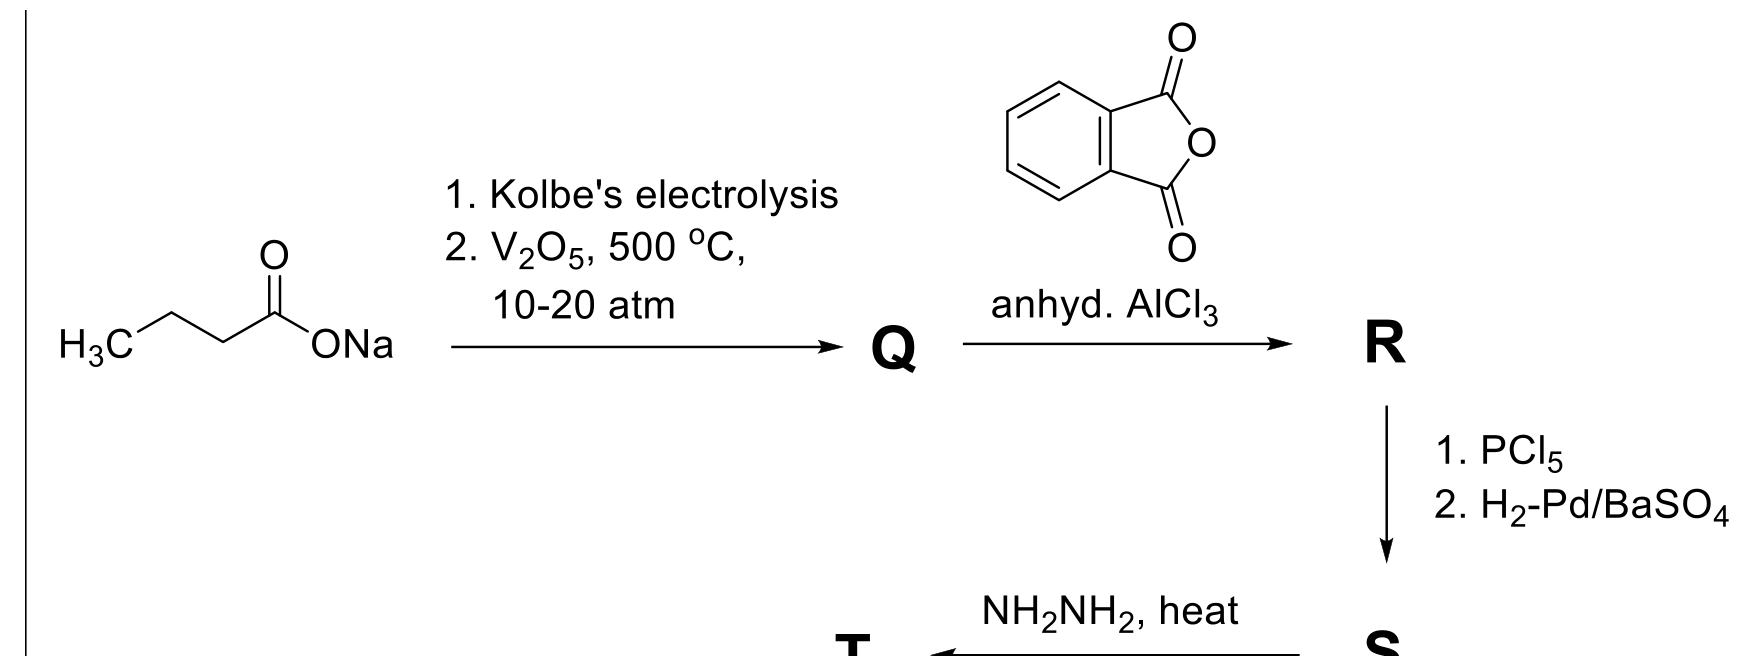 O
O
O
1. Kolbe's electrolysis
2. V₂O₅, 500 ᵒC,
10-20 atm
O
anhyd. AlCl₃
H₃C
ONa
Q
R
1. PCl₅
2. H₂-Pd/BaSO₄
NH₂NH₂, heat
T
S